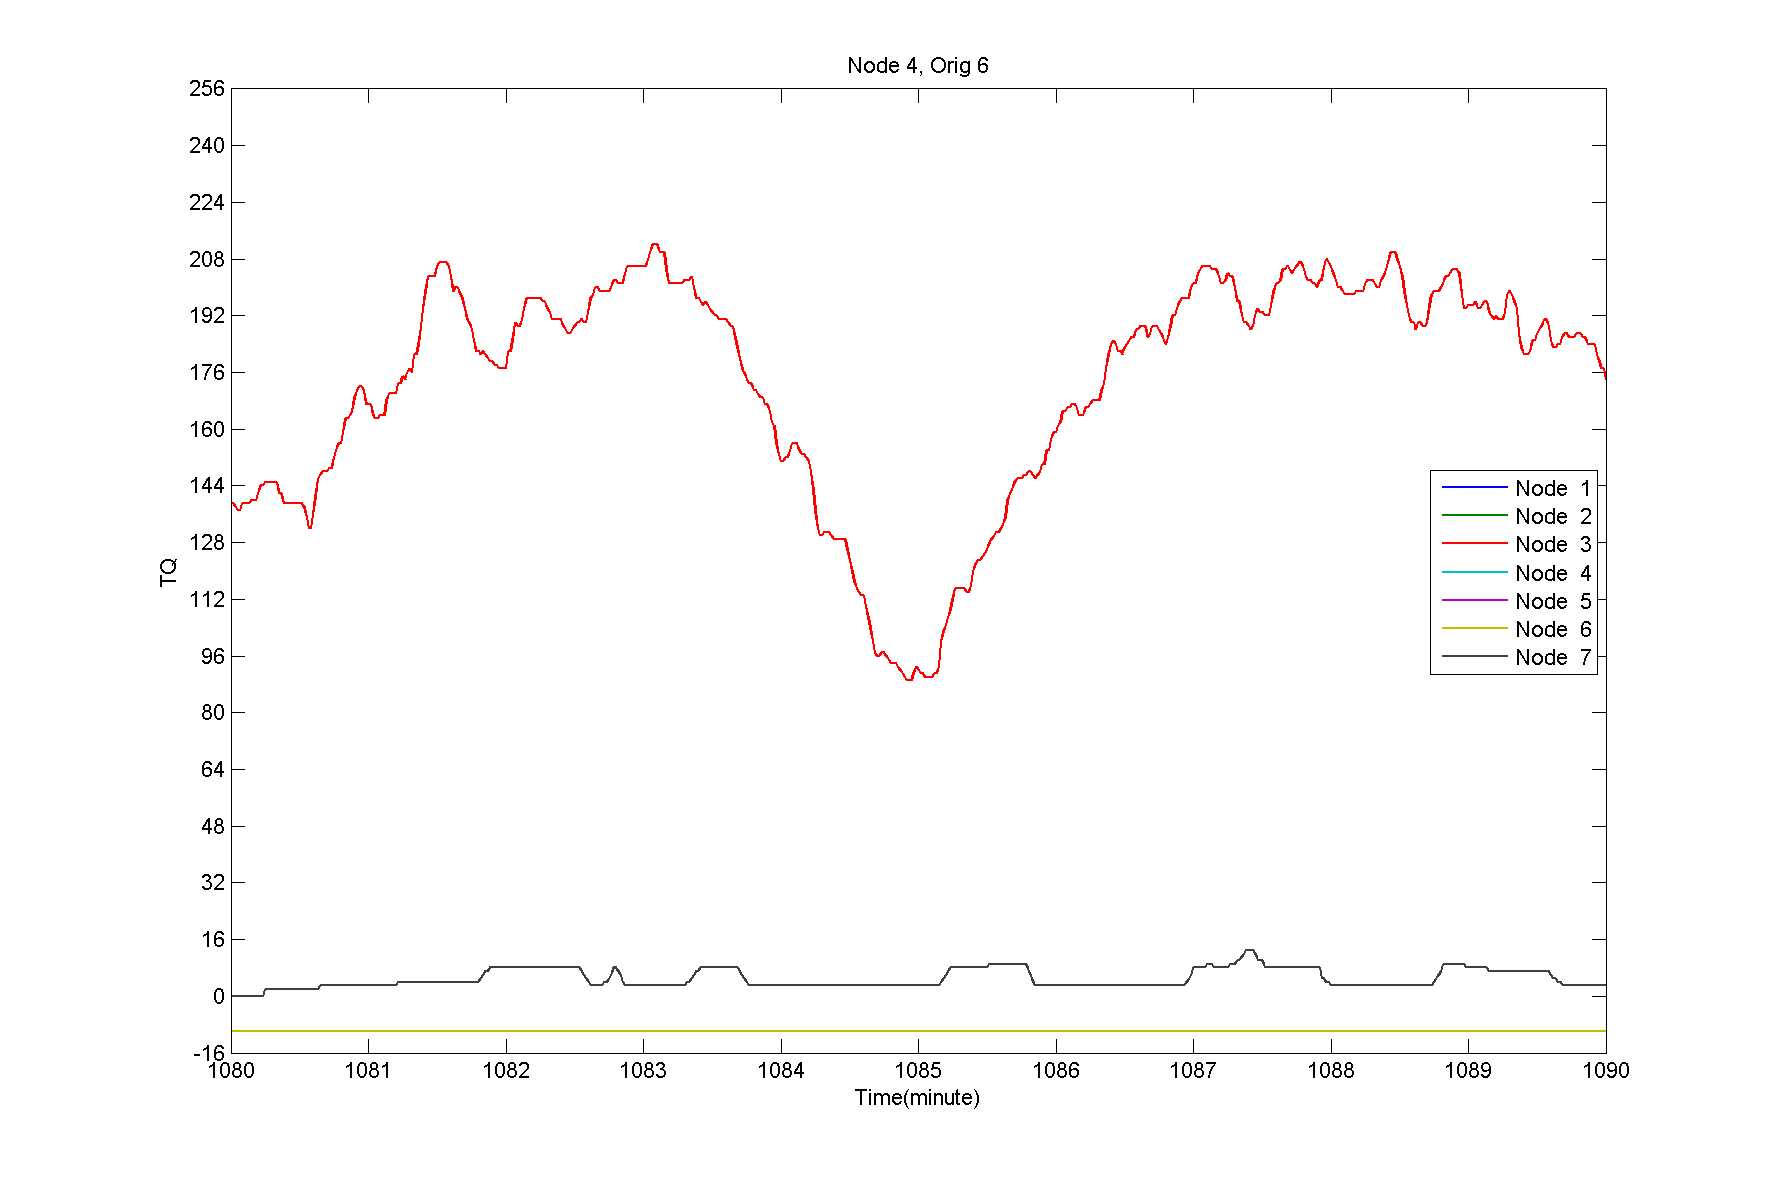 Node 4, Orig 6
256
240
224
208
192
176
160
144
128
112
96
80
64
48
32
16
0
-16
TQ
Node 1
Node 2
Node 3
Node 4
Node 5
Node 6
Node 7
1080 1081 1082 1083 1084 1085 1086 1087 1088 1089 1090
Time(minute)